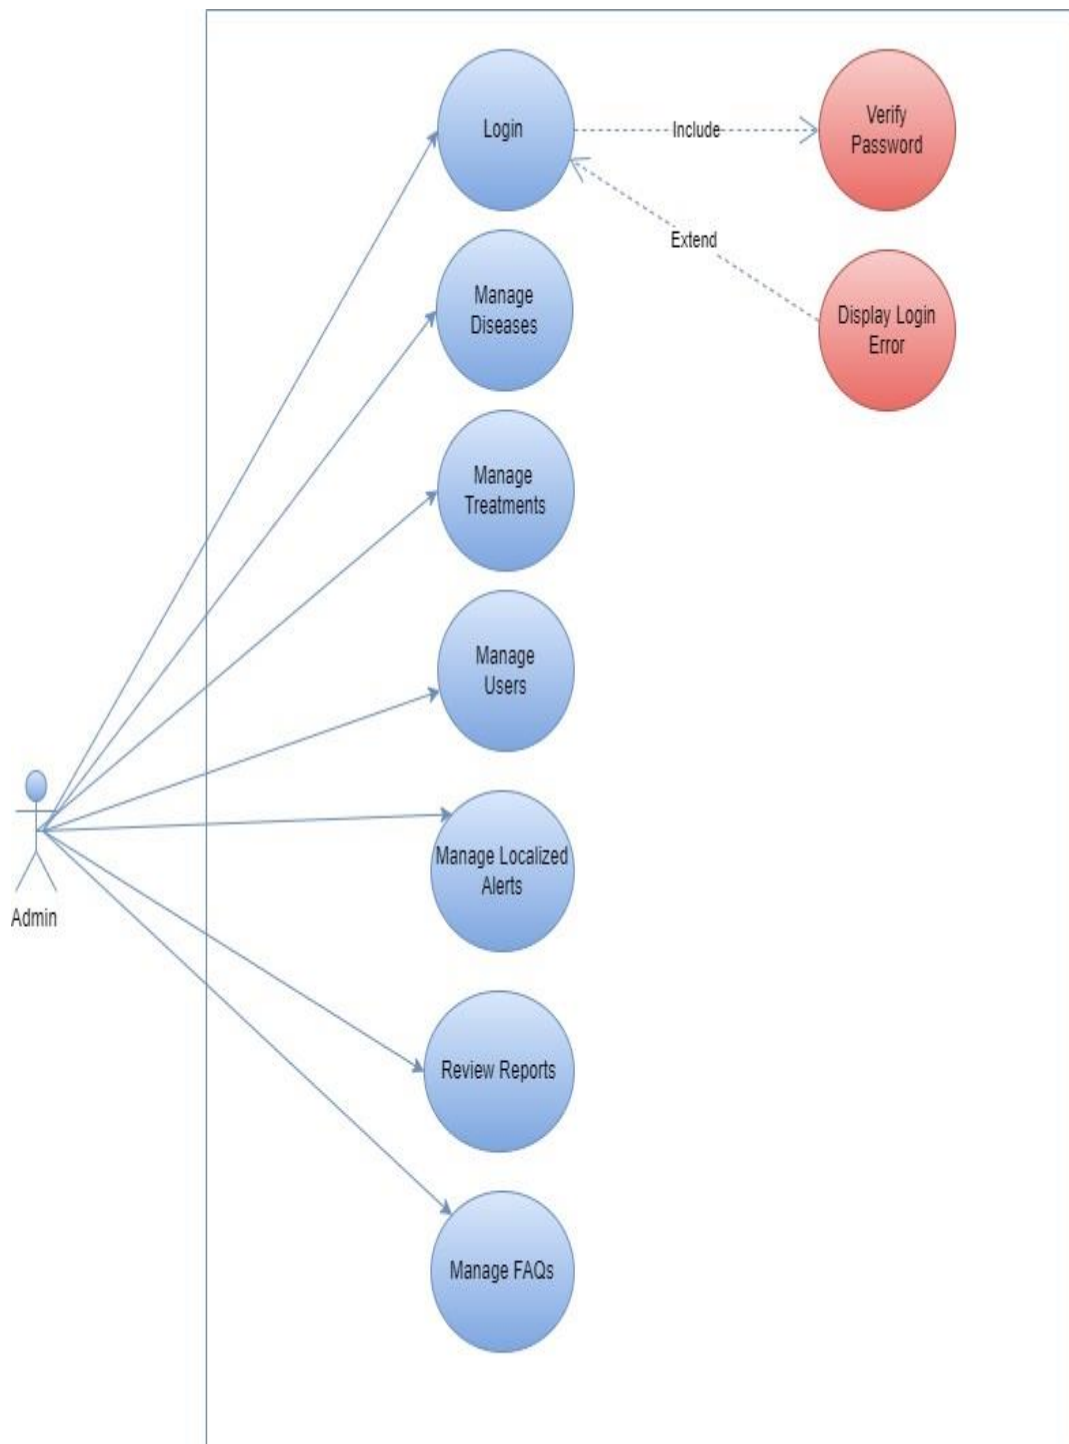 Login
Include
Verify
Password
Extend
Manage
Diseases
Display Login
Error
Manage
Treatments
Manage
Users
Manage Localized
Alerts
Admin
Review Reports
Manage FAQs